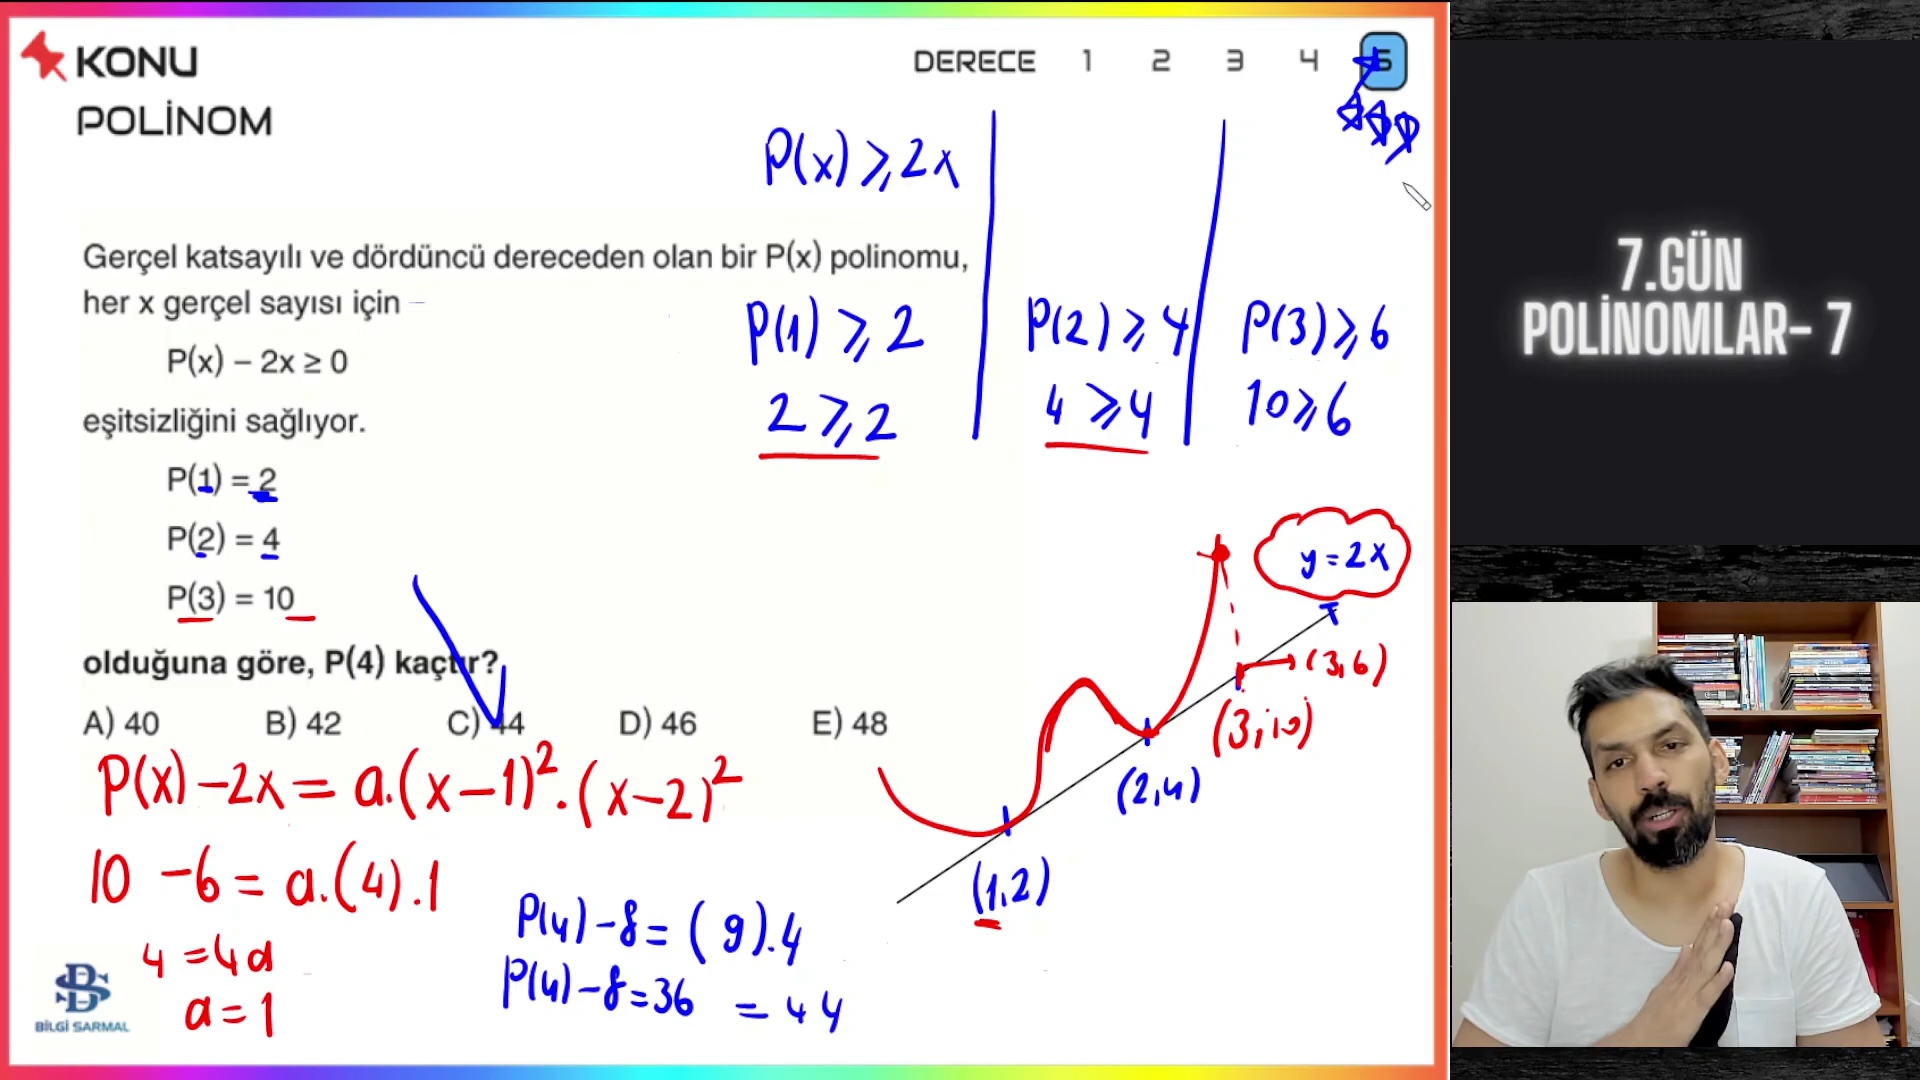 KONU
POLİNOM
DERECE 1 2 3 4 5
P(x) ⩾ 2x
Gerçel katsayılı ve dördüncü dereceden olan bir P(x) polinomu,
her x gerçel sayısı için
P(x) – 2x ≥ 0
eşitsizliğini sağlıyor.
P(1) = 2
P(2) = 4
P(3) = 10
olduğuna göre, P(4) kaçtır?
A) 40 B) 42 C) 44 D) 46 E) 48
P(1) ⩾ 2
2 ⩾ 2
P(2) ⩾ 4
4 ⩾ 4
P(3) ⩾ 6
10 ⩾ 6
y = 2x
(3,6)
(3,10)
(2,4)
(1,2)
P(x) – 2x = a.(x–1)².(x–2)²
10 – 6 = a.(4).1
4 = 4a
a = 1
P(4) – 8 = (9).4
P(4) – 8 = 36 = 44
BİLGİ SARMAL
7.GÜN
POLİNOMLAR- 7